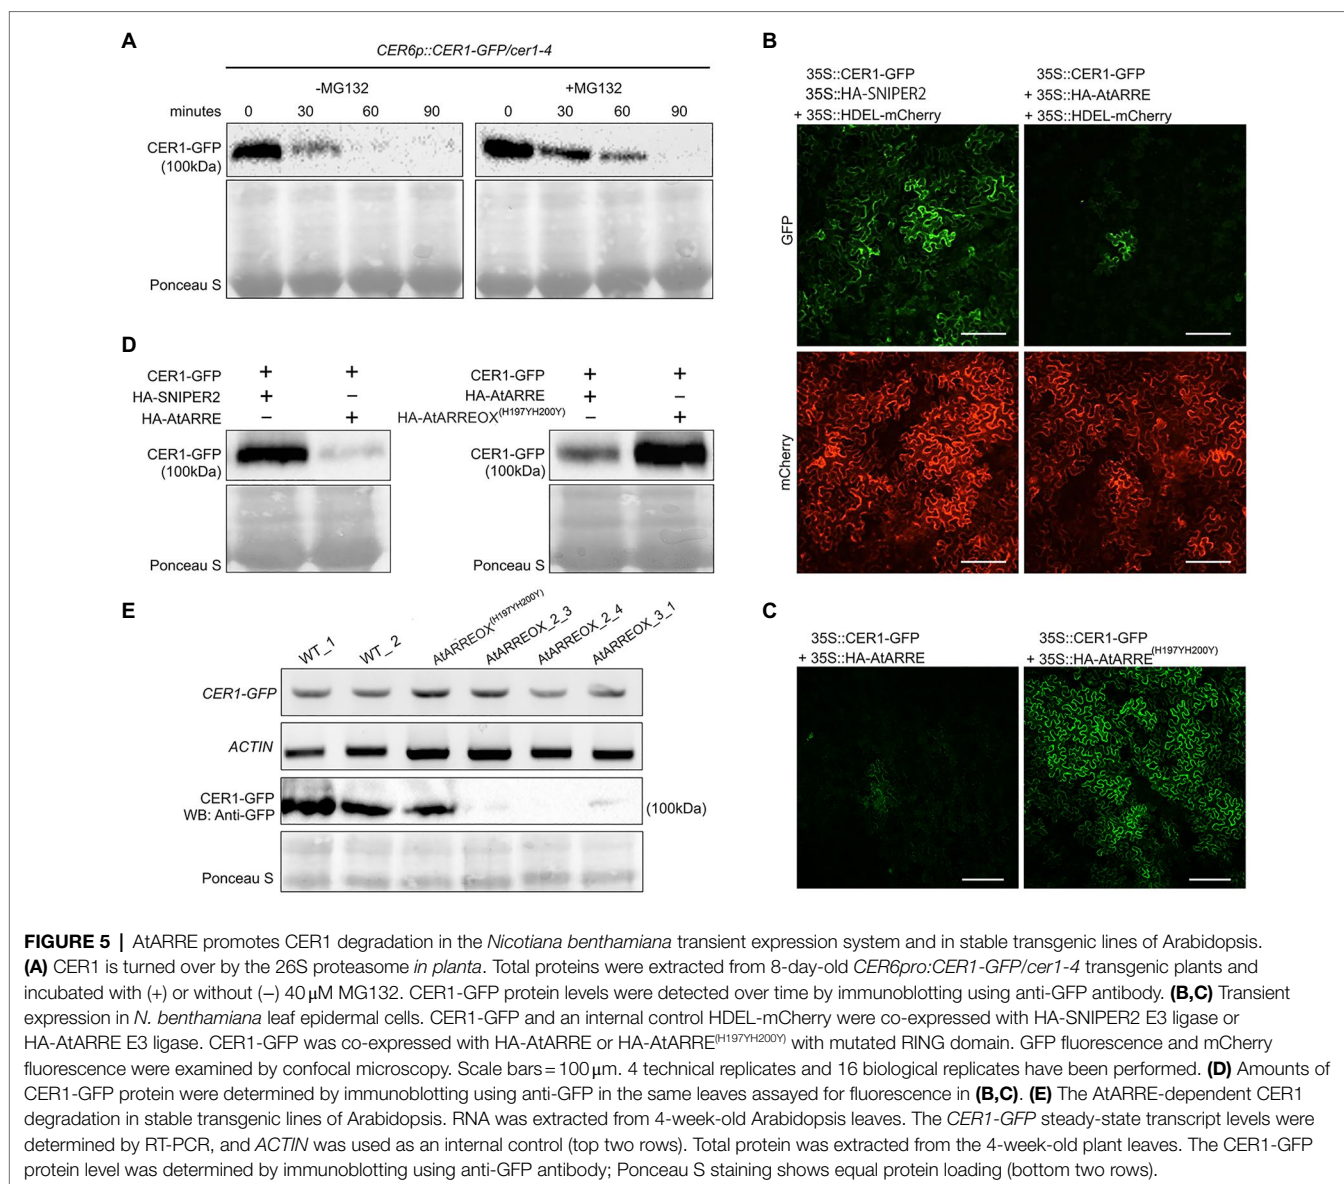 A
CER6p::CER1-GFP/cer1-4
-MG132 +MG132
minutes 0 30 60 90 0 30 60 90
CER1-GFP
(100kDa)
Ponceau S
B
35S::CER1-GFP
35S::HA-SNIPER2
+ 35S::HDEL-mCherry
35S::CER1-GFP
+ 35S::HA-AtARRE
+ 35S::HDEL-mCherry
GFP
mCherry
D
CER1-GFP + +
HA-SNIPER2 + −
HA-AtARRE − +
CER1-GFP
(100kDa)
Ponceau S
CER1-GFP + +
HA-AtARRE + −
HA-AtARREOX(H197YH200Y) − +
CER1-GFP
(100kDa)
Ponceau S
C
35S::CER1-GFP
+ 35S::HA-AtARRE
35S::CER1-GFP
+ 35S::HA-AtARRE(H197YH200Y)
E
WT_1 WT_2 AtARREOX(H197YH200Y) AtARREOX_2_3 AtARREOX_2_4 AtARREOX_3_1
CER1-GFP
ACTIN
CER1-GFP
WB: Anti-GFP
(100kDa)
Ponceau S
FIGURE 5 | AtARRE promotes CER1 degradation in the Nicotiana benthamiana transient expression system and in stable transgenic lines of Arabidopsis.
(A) CER1 is turned over by the 26S proteasome in planta. Total proteins were extracted from 8-day-old CER6pro:CER1-GFP/cer1-4 transgenic plants and
incubated with (+) or without (−) 40 μM MG132. CER1-GFP protein levels were detected over time by immunoblotting using anti-GFP antibody. (B,C) Transient
expression in N. benthamiana leaf epidermal cells. CER1-GFP and an internal control HDEL-mCherry were co-expressed with HA-SNIPER2 E3 ligase or
HA-AtARRE E3 ligase. CER1-GFP was co-expressed with HA-AtARRE or HA-AtARRE(H197YH200Y) with mutated RING domain. GFP fluorescence and mCherry
fluorescence were examined by confocal microscopy. Scale bars = 100 μm. 4 technical replicates and 16 biological replicates have been performed. (D) Amounts of
CER1-GFP protein were determined by immunoblotting using anti-GFP in the same leaves assayed for fluorescence in (B,C). (E) The AtARRE-dependent CER1
degradation in stable transgenic lines of Arabidopsis. RNA was extracted from 4-week-old Arabidopsis leaves. The CER1-GFP steady-state transcript levels were
determined by RT-PCR, and ACTIN was used as an internal control (top two rows). Total protein was extracted from the 4-week-old plant leaves. The CER1-GFP
protein level was determined by immunoblotting using anti-GFP antibody; Ponceau S staining shows equal protein loading (bottom two rows).